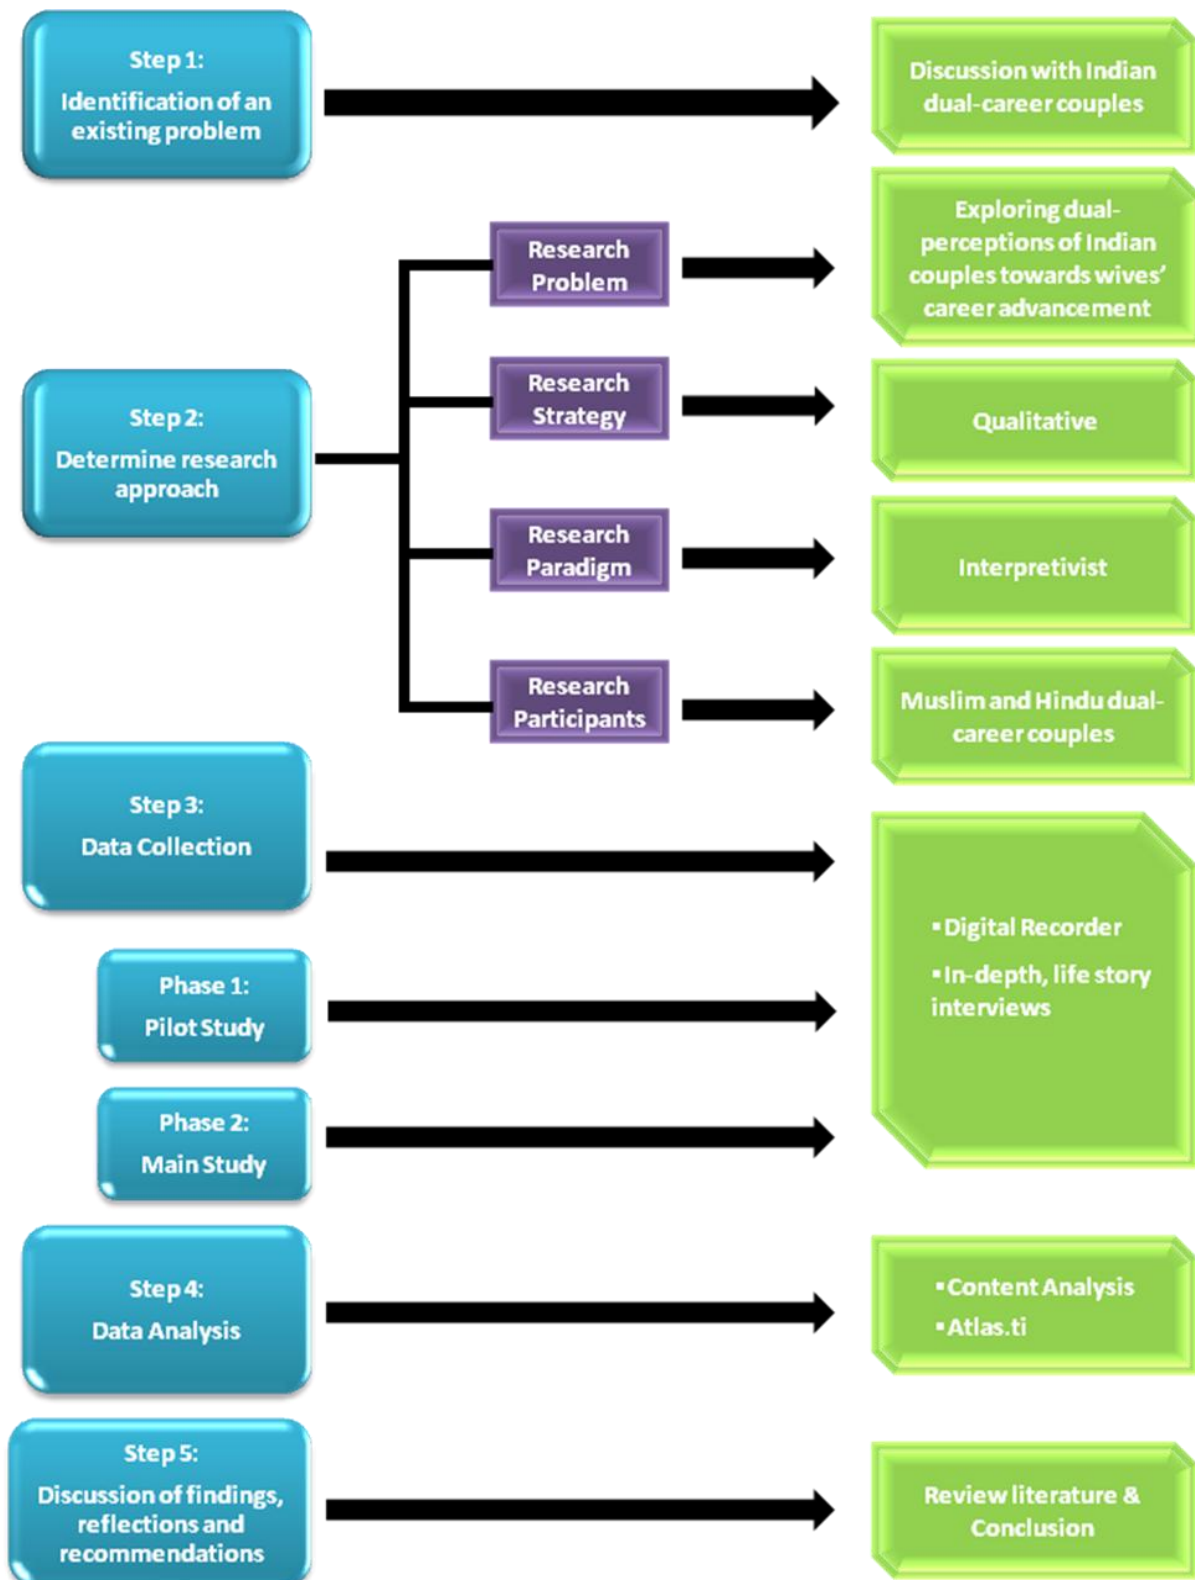 Step 1:
Identification of an
existing problem
Discussion with Indian
dual-career couples
Step 2:
Determine research
approach
Research
Problem
Exploring dual-
perceptions of Indian
couples towards wives’
career advancement
Research
Strategy
Qualitative
Research
Paradigm
Interpretivist
Research
Participants
Muslim and Hindu dual-
career couples
Step 3:
Data Collection
Phase 1:
Pilot Study
Phase 2:
Main Study
▪Digital Recorder
▪In-depth, life story
interviews
Step 4:
Data Analysis
▪Content Analysis
▪Atlas.ti
Step 5:
Discussion of findings,
reflections and
recommendations
Review literature &
Conclusion